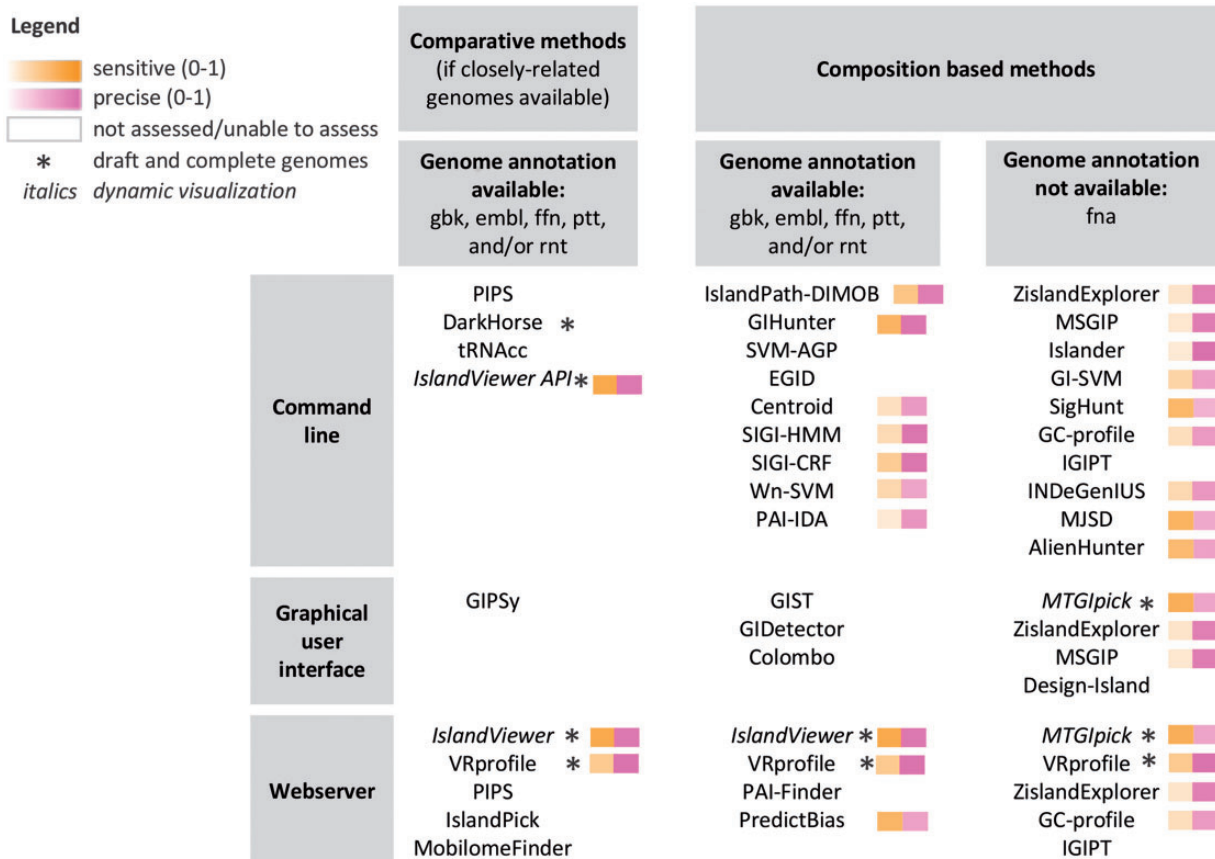 Legend
sensitive (0-1)
precise (0-1)
not assessed/unable to assess
* draft and complete genomes
italics dynamic visualization
Comparative methods
(if closely-related
genomes available)
Composition based methods
Genome annotation
available:
gbk, embl, ffn, ptt,
and/or rnt
Genome annotation
available:
gbk, embl, ffn, ptt,
and/or rnt
Genome annotation
not available:
fna
Command
line
PIPS
DarkHorse *
tRNAcc
IslandViewer API*
IslandPath-DIMOB
GIHunter
SVM-AGP
EGID
Centroid
SIGI-HMM
SIGI-CRF
Wn-SVM
PAI-IDA
ZislandExplorer
MSGIP
Islander
GI-SVM
SigHunt
GC-profile
IGIPT
INDeGenIUS
MJSD
AlienHunter
Graphical
user
interface
GIPSy
GIST
GIDetector
Colombo
MTGIpick *
ZislandExplorer
MSGIP
Design-Island
Webserver
IslandViewer *
VRprofile *
PIPS
IslandPick
MobilomeFinder
IslandViewer *
VRprofile *
PAI-Finder
PredictBias
MTGIpick *
VRprofile *
ZislandExplorer
GC-profile
IGIPT